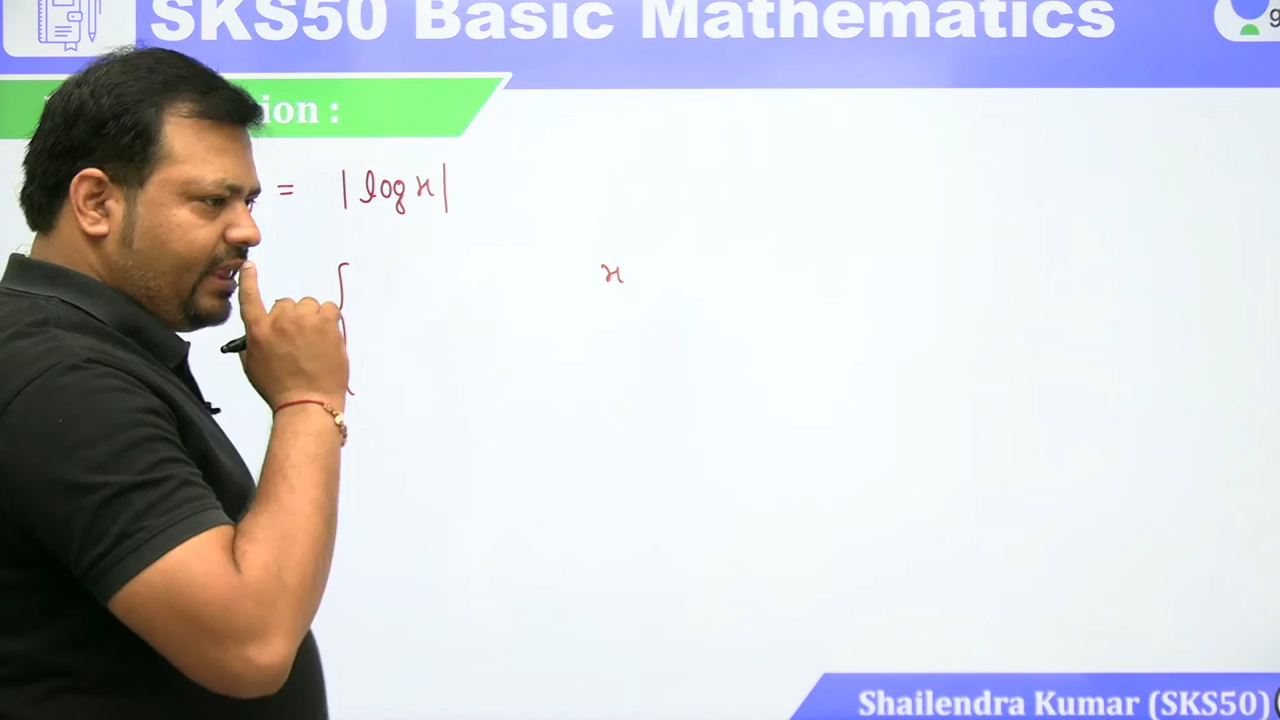 SKS50 Basic Mathematics
ion :
= | log x |
x
Shailendra Kumar (SKS50)